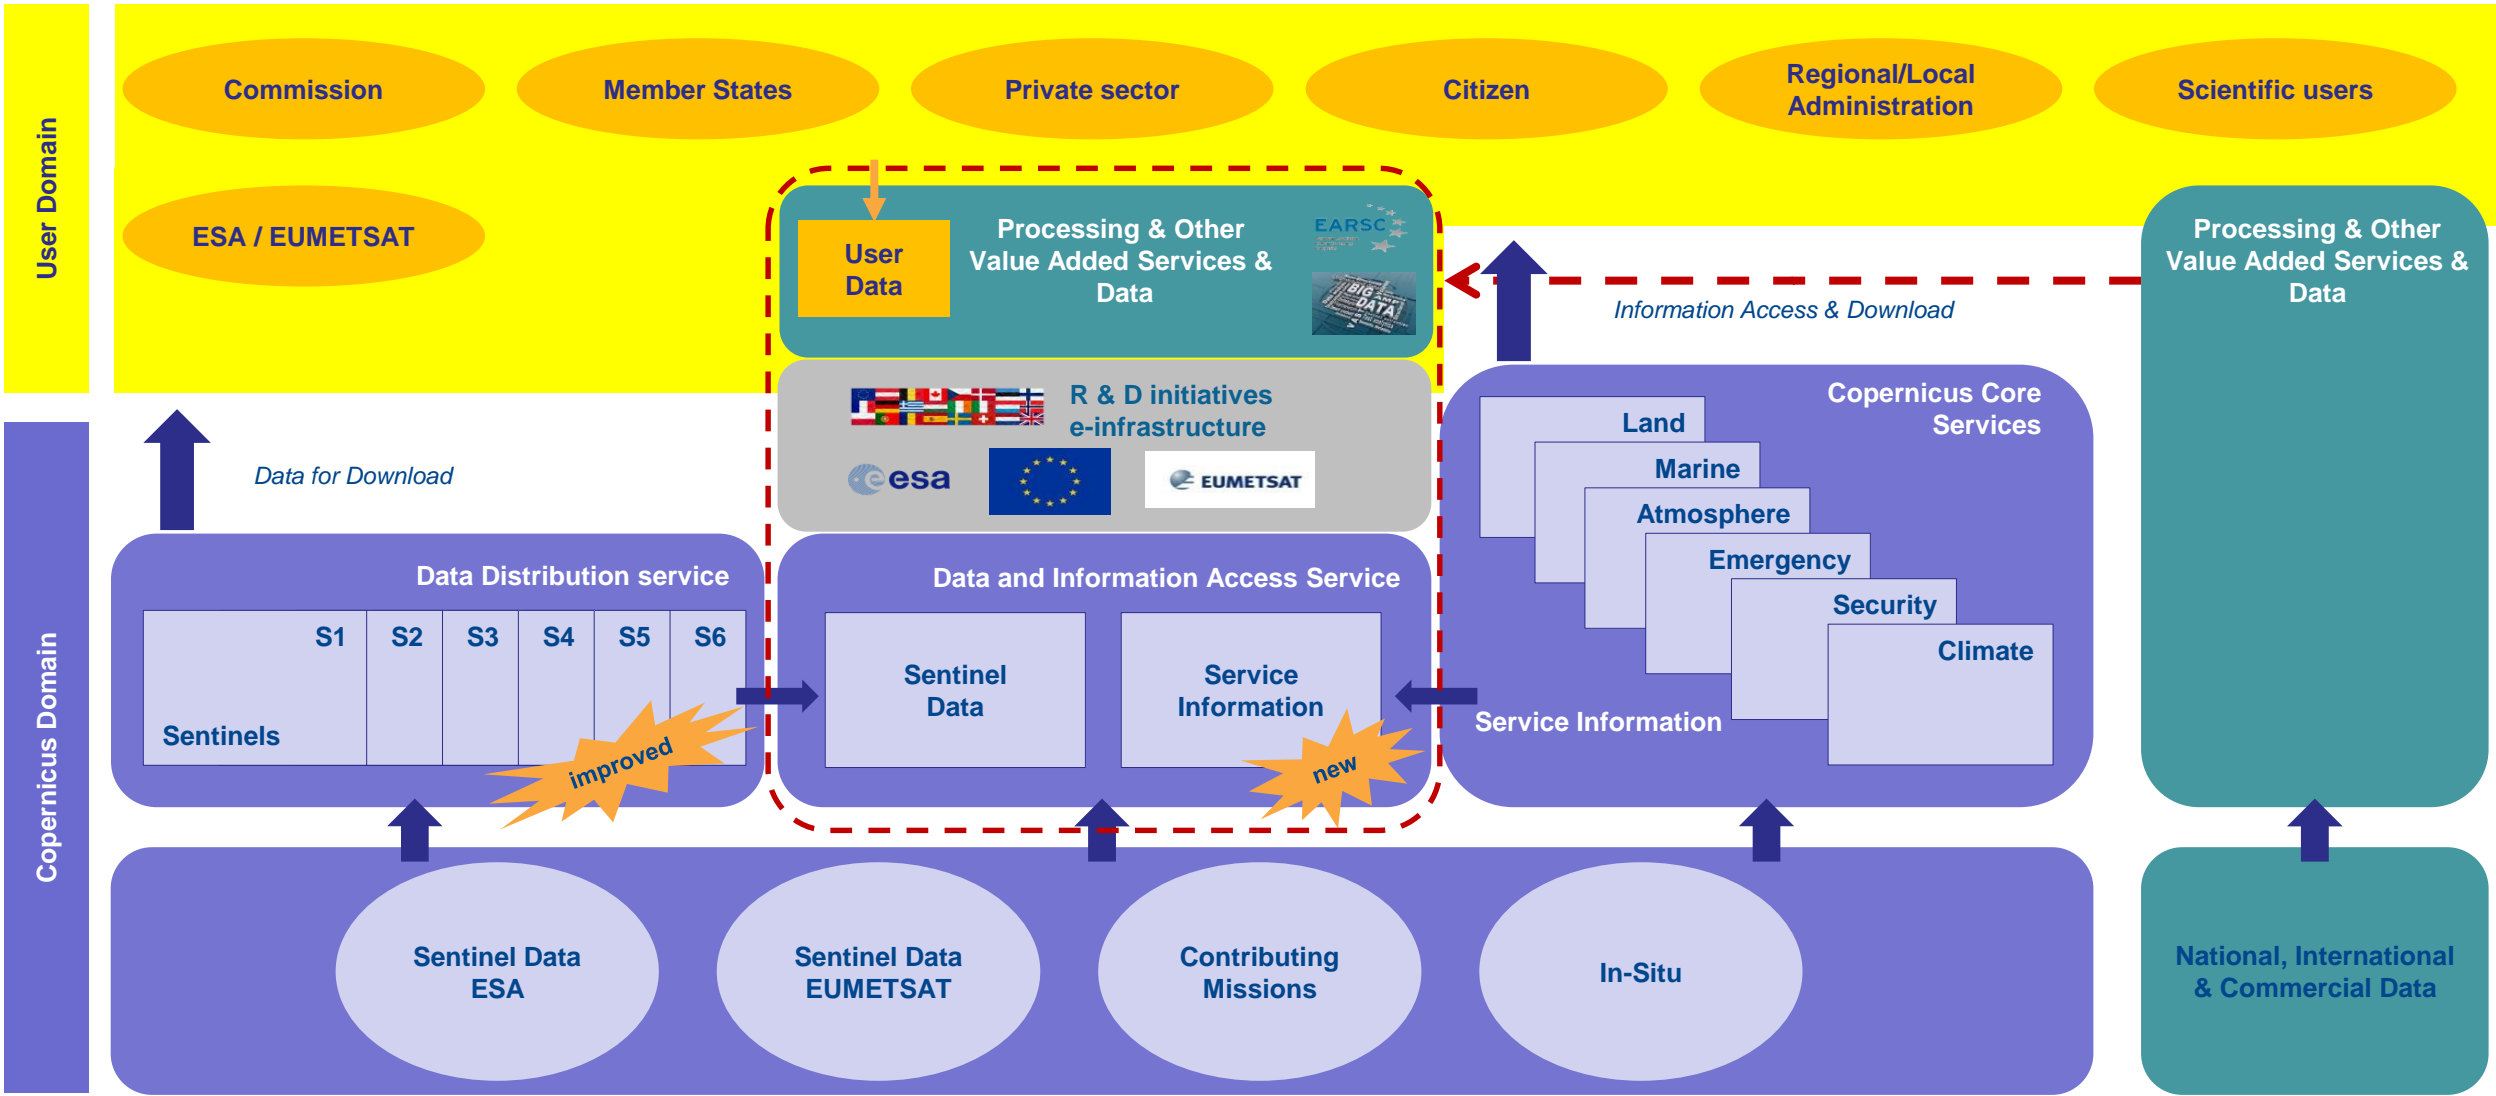 User Domain
Commission
Member States
Private sector
Citizen
Regional/Local
Administration
Scientific users
ESA / EUMETSAT
User
Data
Processing & Other
Value Added Services &
Data
EARSC
BIG
DATA
Information Access & Download
Processing & Other
Value Added Services &
Data
R & D initiatives
e-infrastructure
esa
EUMETSAT
Copernicus Core
Services
Land
Marine
Atmosphere
Emergency
Security
Climate
Service Information
Data for Download
Copernicus Domain
Data Distribution service
S1
S2
S3
S4
S5
S6
Sentinels
improved
Data and Information Access Service
Sentinel
Data
Service
Information
new
Sentinel Data
ESA
Sentinel Data
EUMETSAT
Contributing
Missions
In-Situ
National, International
& Commercial Data